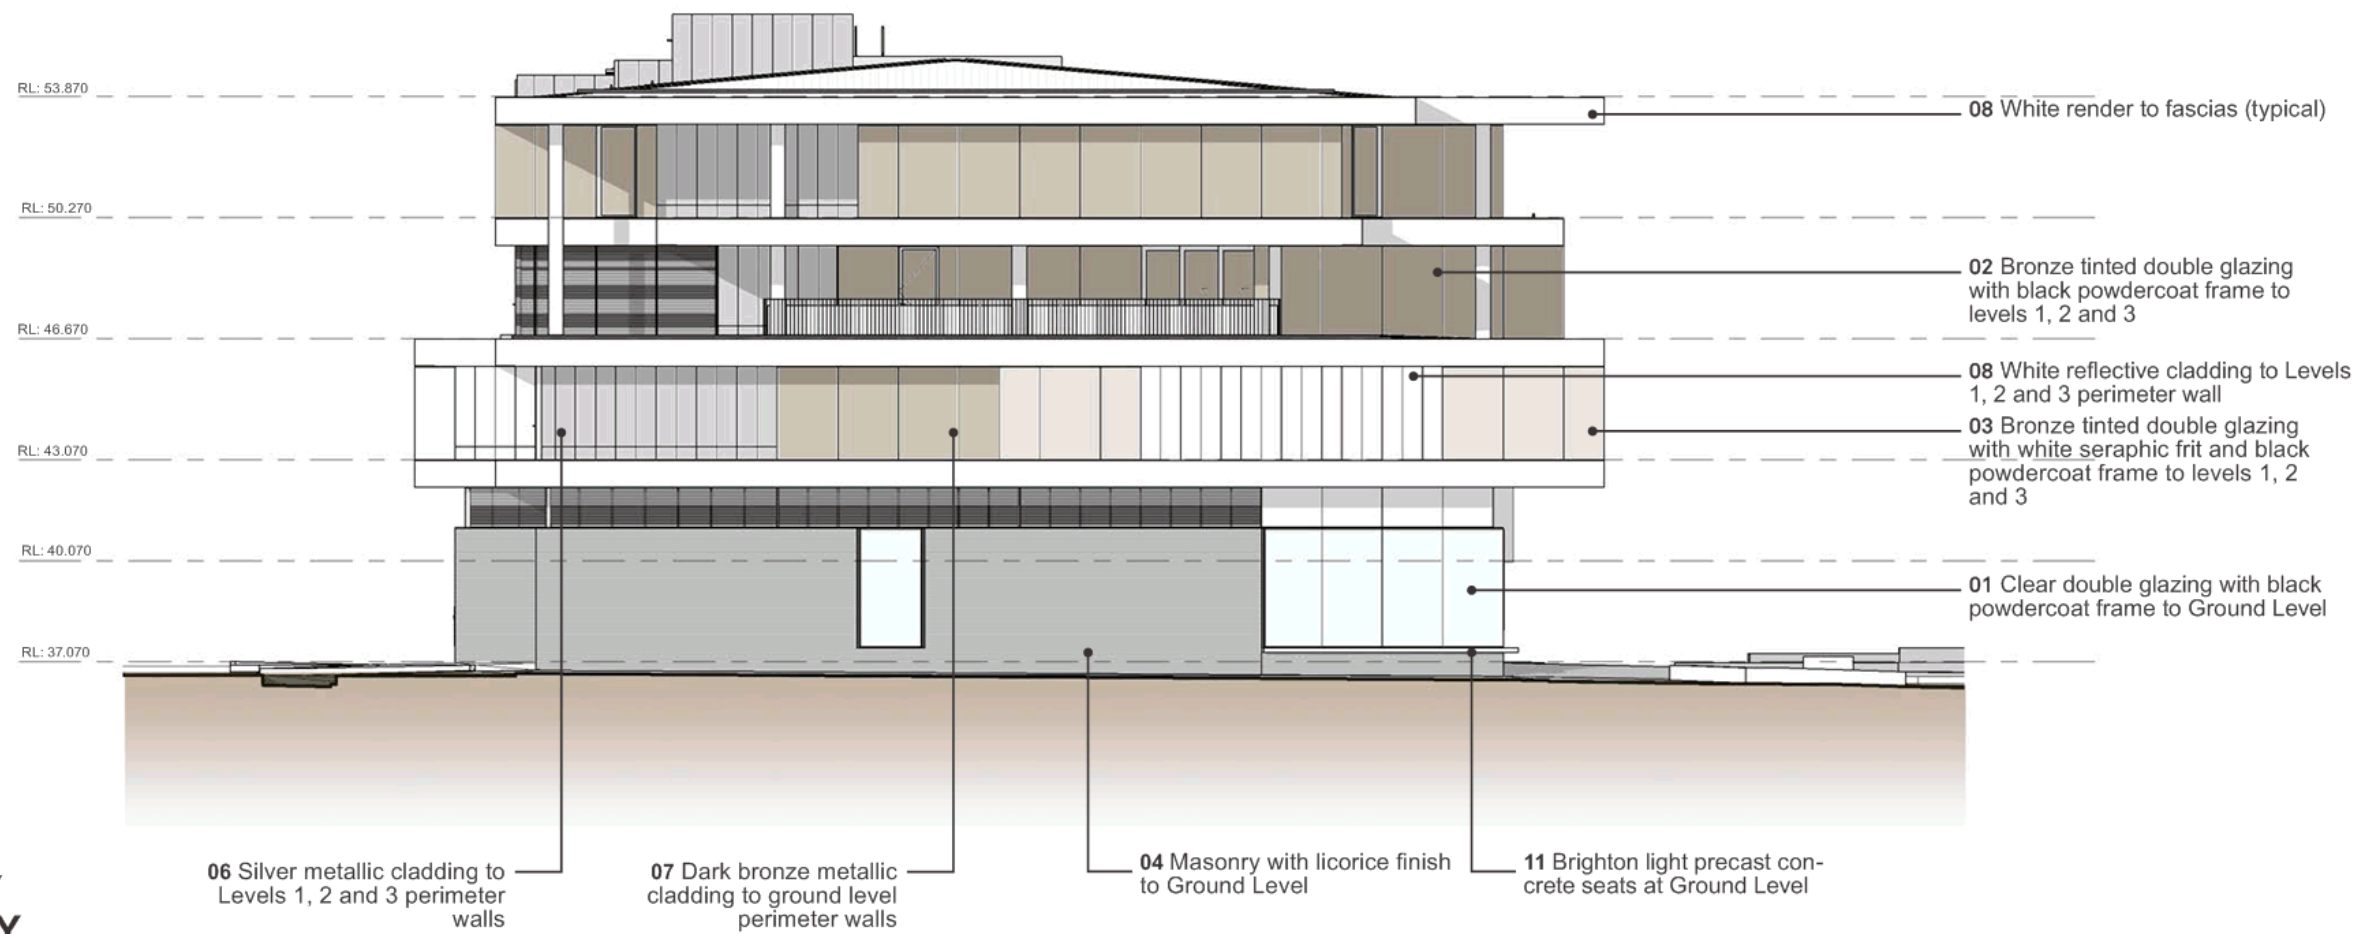 RL: 53.870
08 White render to fascias (typical)
RL: 50.270
02 Bronze tinted double glazing
with black powdercoat frame to
levels 1, 2 and 3
RL: 46.670
08 White reflective cladding to Levels
1, 2 and 3 perimeter wall
03 Bronze tinted double glazing
with white seraphic frit and black
powdercoat frame to levels 1, 2
and 3
RL: 43.070
RL: 40.070
01 Clear double glazing with black
powdercoat frame to Ground Level
RL: 37.070
06 Silver metallic cladding to
Levels 1, 2 and 3 perimeter
walls
07 Dark bronze metallic
cladding to ground level
perimeter walls
04 Masonry with licorice finish
to Ground Level
11 Brighton light precast con-
crete seats at Ground Level